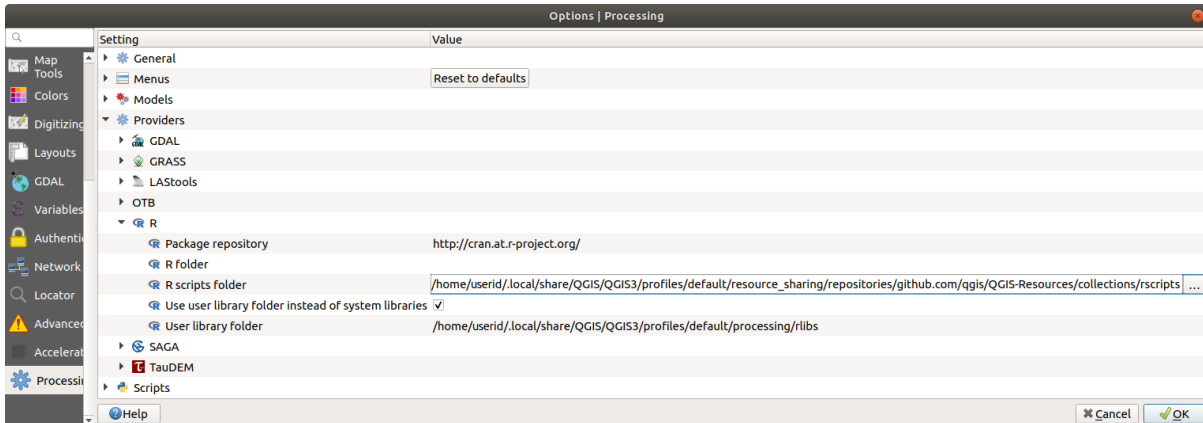 Options | Processing
Setting Value
Map Tools
Colors
Digitizing
Layouts
GDAL
Variables
Authenti
Network
Locator
Advanced
Accelerat
Processin
General
Menus Reset to defaults
Models
Providers
GDAL
GRASS
LAStools
OTB
R
Package repository http://cran.at.r-project.org/
R folder
R scripts folder /home/userid/.local/share/QGIS/QGIS3/profiles/default/resource_sharing/repositories/github.com/qgis/QGIS-Resources/collections/rscripts ...
Use user library folder instead of system libraries
User library folder /home/userid/.local/share/QGIS/QGIS3/profiles/default/processing/rlibs
SAGA
TauDEM
Scripts
Help Cancel OK